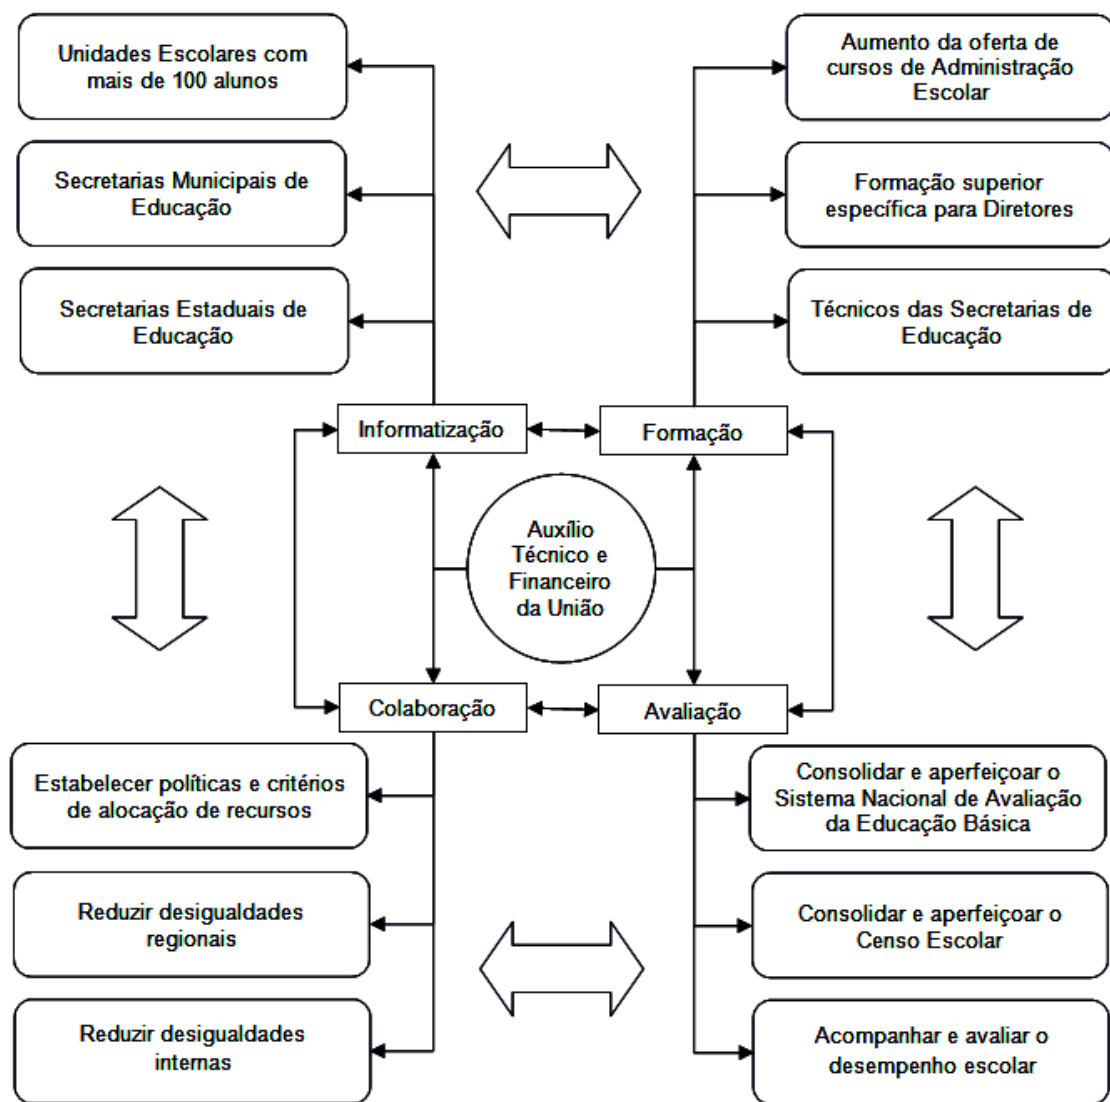 Unidades Escolares com
mais de 100 alunos
Secretarias Municipais de
Educação
Secretarias Estaduais de
Educação
Aumento da oferta de
cursos de Administração
Escolar
Formação superior
específica para Diretores
Técnicos das Secretarias de
Educação
Informatização
Formação
Auxílio
Técnico e
Financeiro
da União
Colaboração
Avaliação
Estabelecer políticas e critérios
de alocação de recursos
Reduzir desigualdades
regionais
Reduzir desigualdades
internas
Consolidar e aperfeiçoar o
Sistema Nacional de Avaliação
da Educação Básica
Consolidar e aperfeiçoar o
Censo Escolar
Acompanhar e avaliar o
desempenho escolar